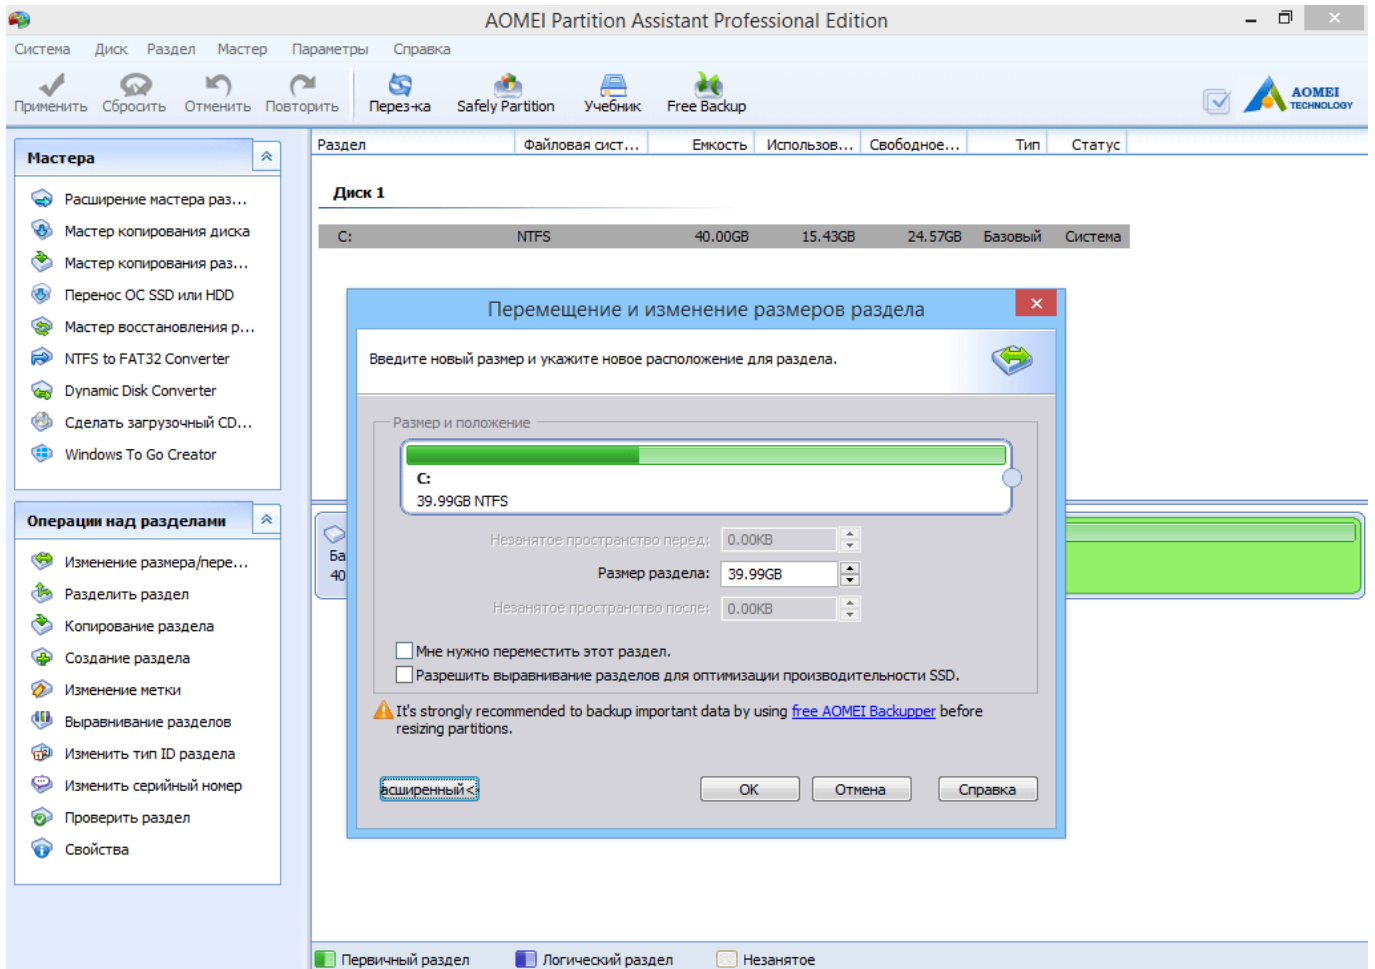 AOMEI Partition Assistant Professional Edition
Система Диск Раздел Мастер Параметры Справка
Применить Сбросить Отменить Повторить Перез-ка Safely Partition Учебник Free Backup
AOMEI
TECHNOLOGY
Мастера
Расширение мастера раз...
Мастер копирования диска
Мастер копирования раз...
Перенос ОС SSD или HDD
Мастер восстановления р...
NTFS to FAT32 Converter
Dynamic Disk Converter
Сделать загрузочный CD...
Windows To Go Creator
Операции над разделами
Изменение размера/пере...
Разделить раздел
Копирование раздела
Создание раздела
Изменение метки
Выравнивание разделов
Изменить тип ID раздела
Изменить серийный номер
Проверить раздел
Свойства
Раздел Файловая сист... Емкость Использов... Свободное... Тип Статус
Диск 1
C: NTFS 40.00GB 15.43GB 24.57GB Базовый Система
Ба
40
Перемещение и изменение размеров раздела
Введите новый размер и укажите новое расположение для раздела.
Размер и положение
C:
39.99GB NTFS
Незанятое пространство перед: 0.00KB
Размер раздела: 39.99GB
Незанятое пространство после: 0.00KB
Мне нужно переместить этот раздел.
Разрешить выравнивание разделов для оптимизации производительности SSD.
It's strongly recommended to backup important data by using free AOMEI Backupper before
resizing partitions.
асширенный<< OK Отмена Справка
Первичный раздел Логический раздел Незанятое